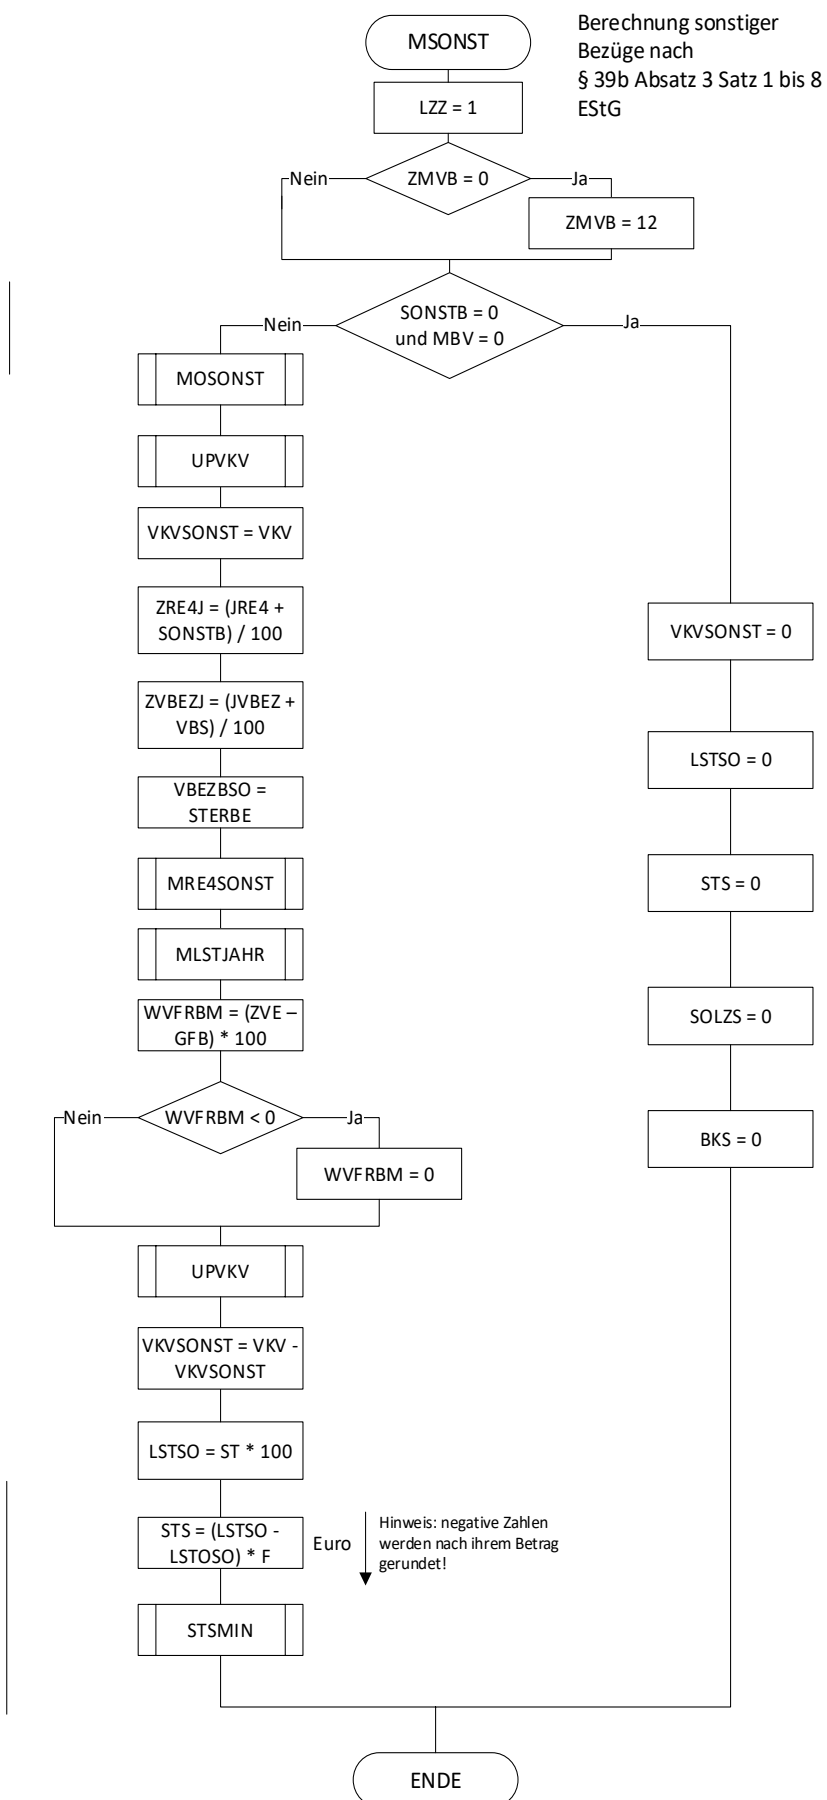 MSONST
Berechnung sonstiger
Bezüge nach
§ 39b Absatz 3 Satz 1 bis 8
EStG
LZZ = 1
Nein
ZMVB = 0
Ja
ZMVB = 12
SONSTB = 0
und MBV = 0
Nein
Ja
MOSONST
UPVKV
VKVSONST = VKV
ZRE4J = (JRE4 +
SONSTB) / 100
ZVBEZJ = (JVBEZ +
VBS) / 100
VBEZBSO =
STERBE
MRE4SONST
MLSTJAHR
WVFRBM = (ZVE –
GFB) * 100
Nein
WVFRBM < 0
Ja
WVFRBM = 0
UPVKV
VKVSONST = VKV -
VKVSONST
LSTSO = ST * 100
STS = (LSTSO -
LSTOSO) * F
Euro
Hinweis: negative Zahlen
werden nach ihrem Betrag
gerundet!
STSMIN
VKVSONST = 0
LSTSO = 0
STS = 0
SOLZS = 0
BKS = 0
ENDE